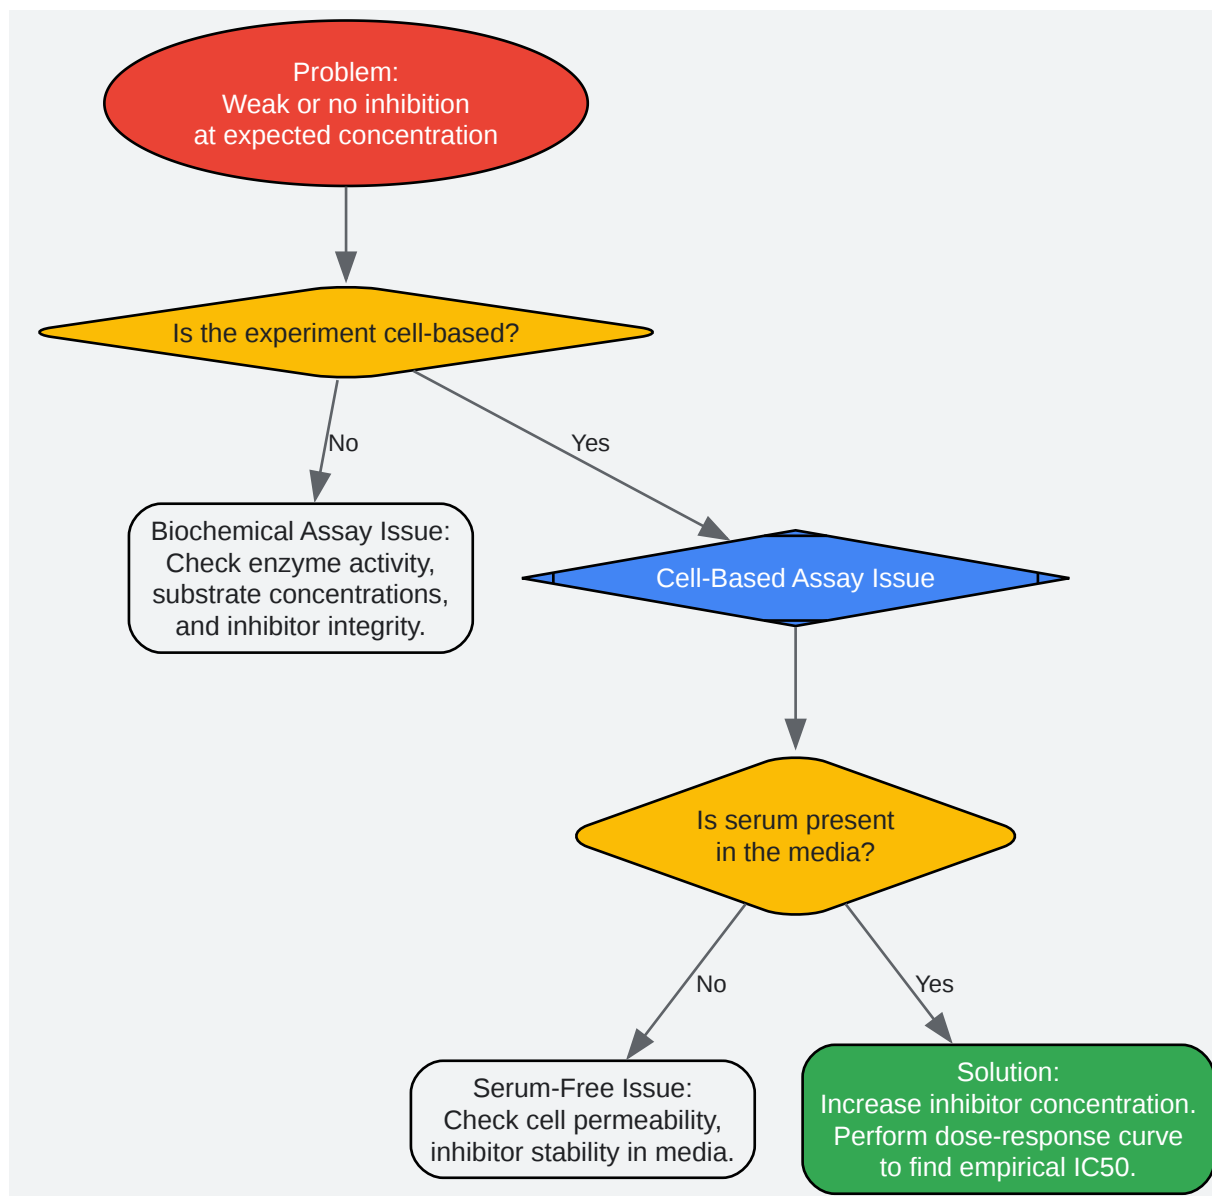 Problem:
Weak or no inhibition
at expected concentration
Is the experiment cell-based?
No
Yes
Biochemical Assay Issue:
Check enzyme activity,
substrate concentrations,
and inhibitor integrity.
Cell-Based Assay Issue
Is serum present
in the media?
No
Yes
Serum-Free Issue:
Check cell permeability,
inhibitor stability in media.
Solution:
Increase inhibitor concentration.
Perform dose-response curve
to find empirical IC50.